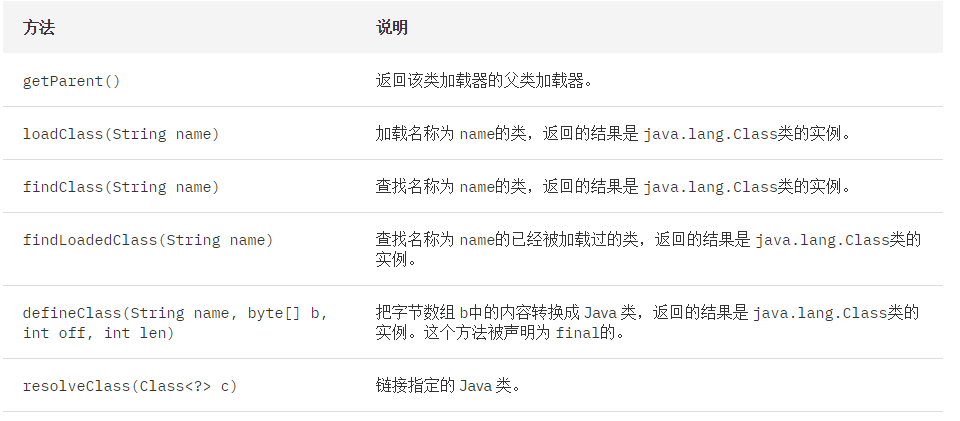 方法 说明
getParent() 返回该类加载器的父类加载器。
loadClass(String name) 加载名称为 name的类，返回的结果是 java.lang.Class类的实例。
findClass(String name) 查找名称为 name的类，返回的结果是 java.lang.Class类的实例。
findLoadedClass(String name) 查找名称为 name的已经被加载过的类，返回的结果是 java.lang.Class类的
实例。
defineClass(String name, byte[] b, 把字节数组 b中的内容转换成 Java 类，返回的结果是 java.lang.Class类的
int off, int len) 实例。这个方法被声明为 final的。
resolveClass(Class<?> c) 链接指定的 Java 类。